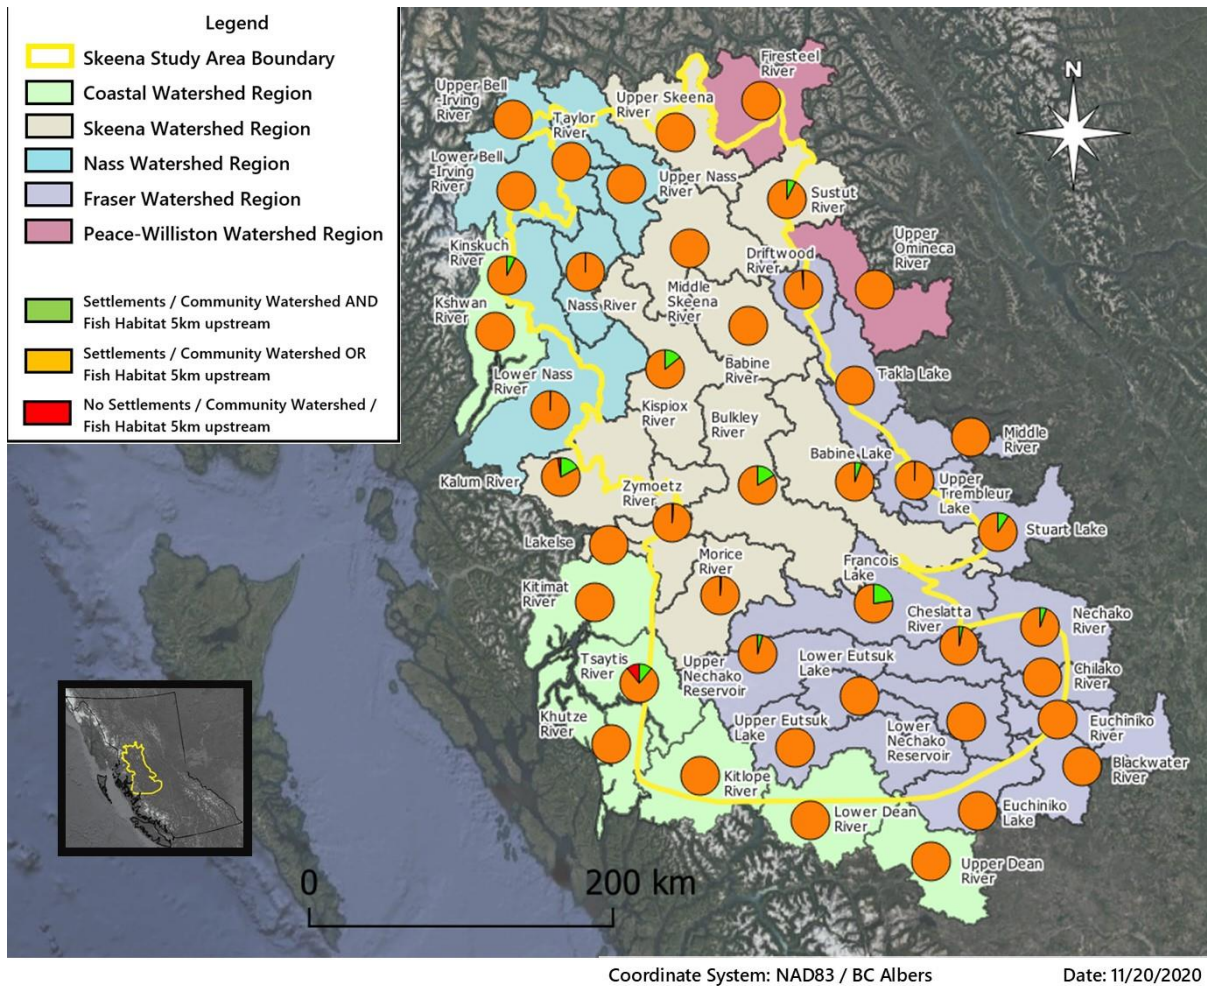 Legend
Skeena Study Area Boundary
Coastal Watershed Region
Skeena Watershed Region
Nass Watershed Region
Fraser Watershed Region
Peace-Williston Watershed Region
Settlements / Community Watershed AND
Fish Habitat 5km upstream
Settlements / Community Watershed OR
Fish Habitat 5km upstream
No Settlements / Community Watershed /
Fish Habitat 5km upstream
N
Firesteel
River
Upper Bell
-Irving
River
Upper Skeena
River
Taylor
River
Lower Bell
-Irving
River
Upper Nass
River
Sustut
River
Kinskuch
River
Driftwood
River
Upper
Omineca
River
Kshwan
River
Nass River
Middle
Skeena
River
Babine
River
Takla Lake
Lower Nass
River
Kispiox
River
Bulkley
River
Middle
River
Kalum River
Zymoetz
River
Babine Lake
Upper
Trembleur
Lake
Stuart Lake
Lakelse
Morice
River
Francois
Lake
Kitimat
River
Cheslatta
River
Nechako
River
Tsaytis
River
Upper
Nechako
Reservoir
Lower Eutsuk
Lake
Chilako
River
Khutze
River
Upper Eutsuk
Lake
Lower
Nechako
Reservoir
Euchiniko
River
Blackwater
River
Kitlope
River
Lower Dean
River
Euchiniko
Lake
Upper Dean
River
0
200 km
Coordinate System: NAD83 / BC Albers
Date: 11/20/2020